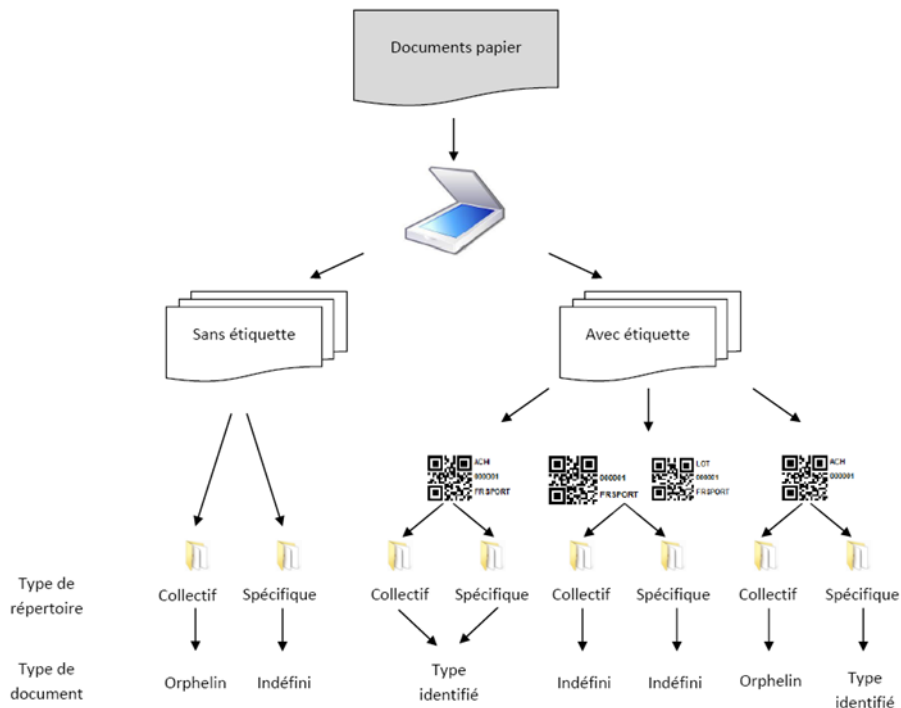 Documents papier
Sans étiquette
Avec étiquette
ACH
000001
FRSPORT
000001
FRSPORT
LOT
000001
FRSPORT
ACH
000001
Type de
répertoire
Collectif
Spécifique
Collectif
Spécifique
Collectif
Spécifique
Collectif
Spécifique
Type de
document
Orphelin
Indéfini
Type
identifié
Indéfini
Indéfini
Orphelin
Type
identifié